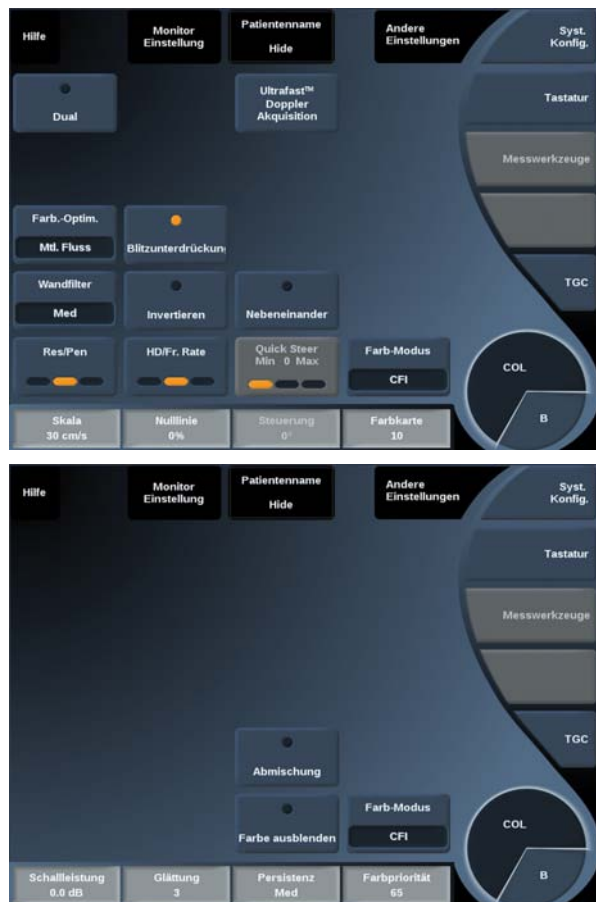 Hilfe
Monitor
Einstellung
Patientenname
Hide
Andere
Einstellungen
Syst.
Konfig.
Dual
Ultrafast™
Doppler
Akquisition
Tastatur
Messwerkzeuge
Farb.-Optim.
Mtl. Fluss
Blitzunterdrückun
Wandfilter
Med
Invertieren
Nebeneinander
TGC
Res/Pen
HD/Fr. Rate
Quick Steer
Min 0 Max
Farb-Modus
CFI
COL
B
Skala
30 cm/s
Nulllinie
0%
Steuerung
0°
Farbkarte
10
Hilfe
Monitor
Einstellung
Patientenname
Hide
Andere
Einstellungen
Syst.
Konfig.
Tastatur
Messwerkzeuge
TGC
Abmischung
Farbe ausblenden
Farb-Modus
CFI
COL
B
Schallleistung
0.0 dB
Glättung
3
Persistenz
Med
Farbpriorität
65